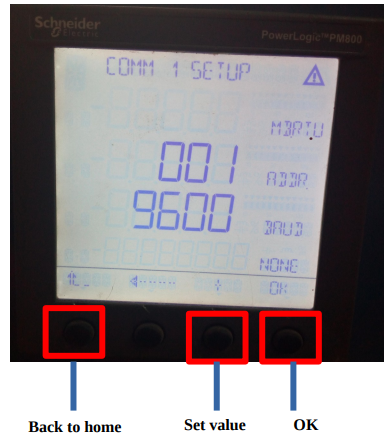 Schneider
Electric
PowerLogic™PM800
COMM 1 SETUP
MBRTU
001
ADDR
9600
BAUD
NONE
OK
Back to home
Set value
OK